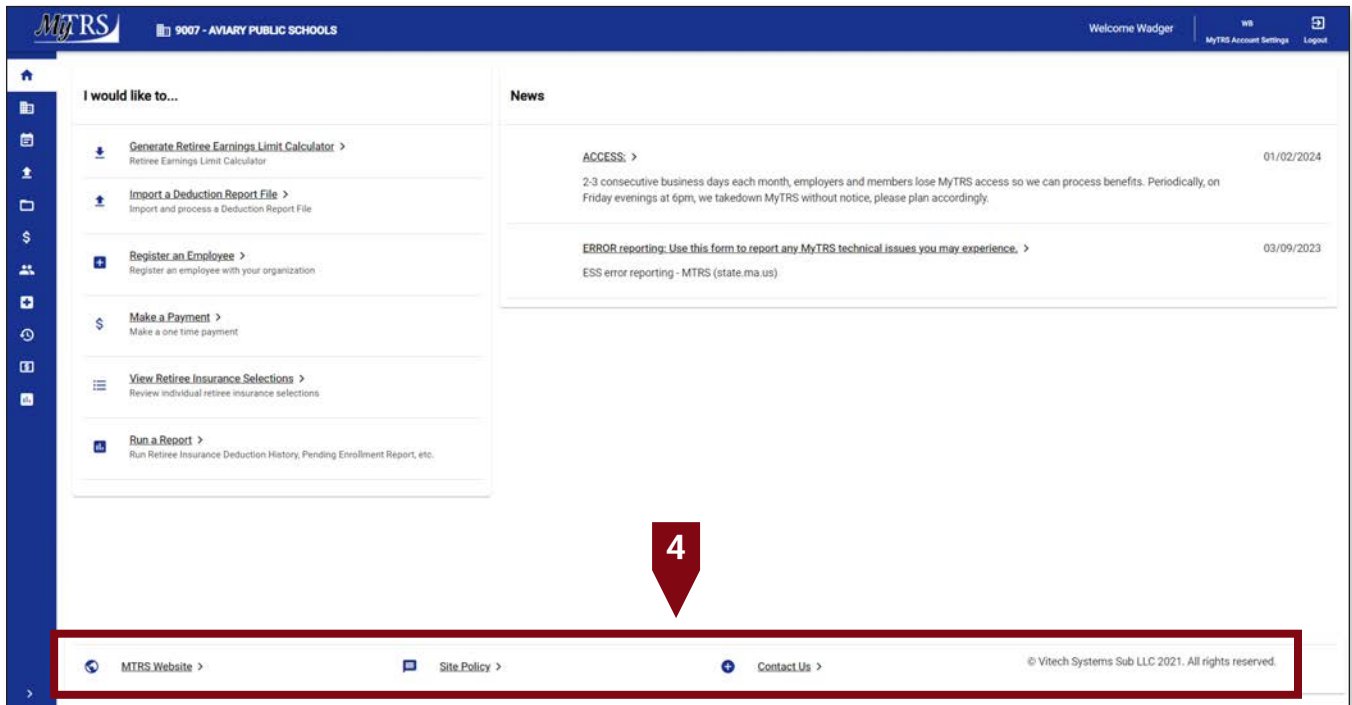 MyTRS
9007 - AVIARY PUBLIC SCHOOLS
Welcome Wadger
WB
MyTRS Account Settings
Logout
I would like to...
Generate Retiree Earnings Limit Calculator >
Retiree Earnings Limit Calculator
Import a Deduction Report File >
Import and process a Deduction Report File
Register an Employee >
Register an employee with your organization
Make a Payment >
Make a one time payment
View Retiree Insurance Selections >
Review individual retiree insurance selections
Run a Report >
Run Retiree Insurance Deduction History, Pending Enrollment Report, etc.
News
ACCESS: >
01/02/2024
2-3 consecutive business days each month, employers and members lose MyTRS access so we can process benefits. Periodically, on
Friday evenings at 6pm, we takedown MyTRS without notice, please plan accordingly.
ERROR reporting: Use this form to report any MyTRS technical issues you may experience. >
03/09/2023
ESS error reporting - MTRS (state.ma.us)
4
MTRS Website >
Site Policy >
Contact Us >
© Vitech Systems Sub LLC 2021. All rights reserved.